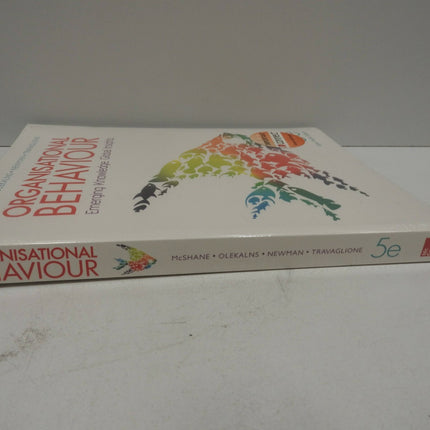 ORGANISATIONAL
BEHAVIOUR
Emerging Knowledge. Global Insights
NISATIONAL
AVIOUR
McSHANE • OLEKALNS • NEWMAN • TRAVAGLIONE
5e